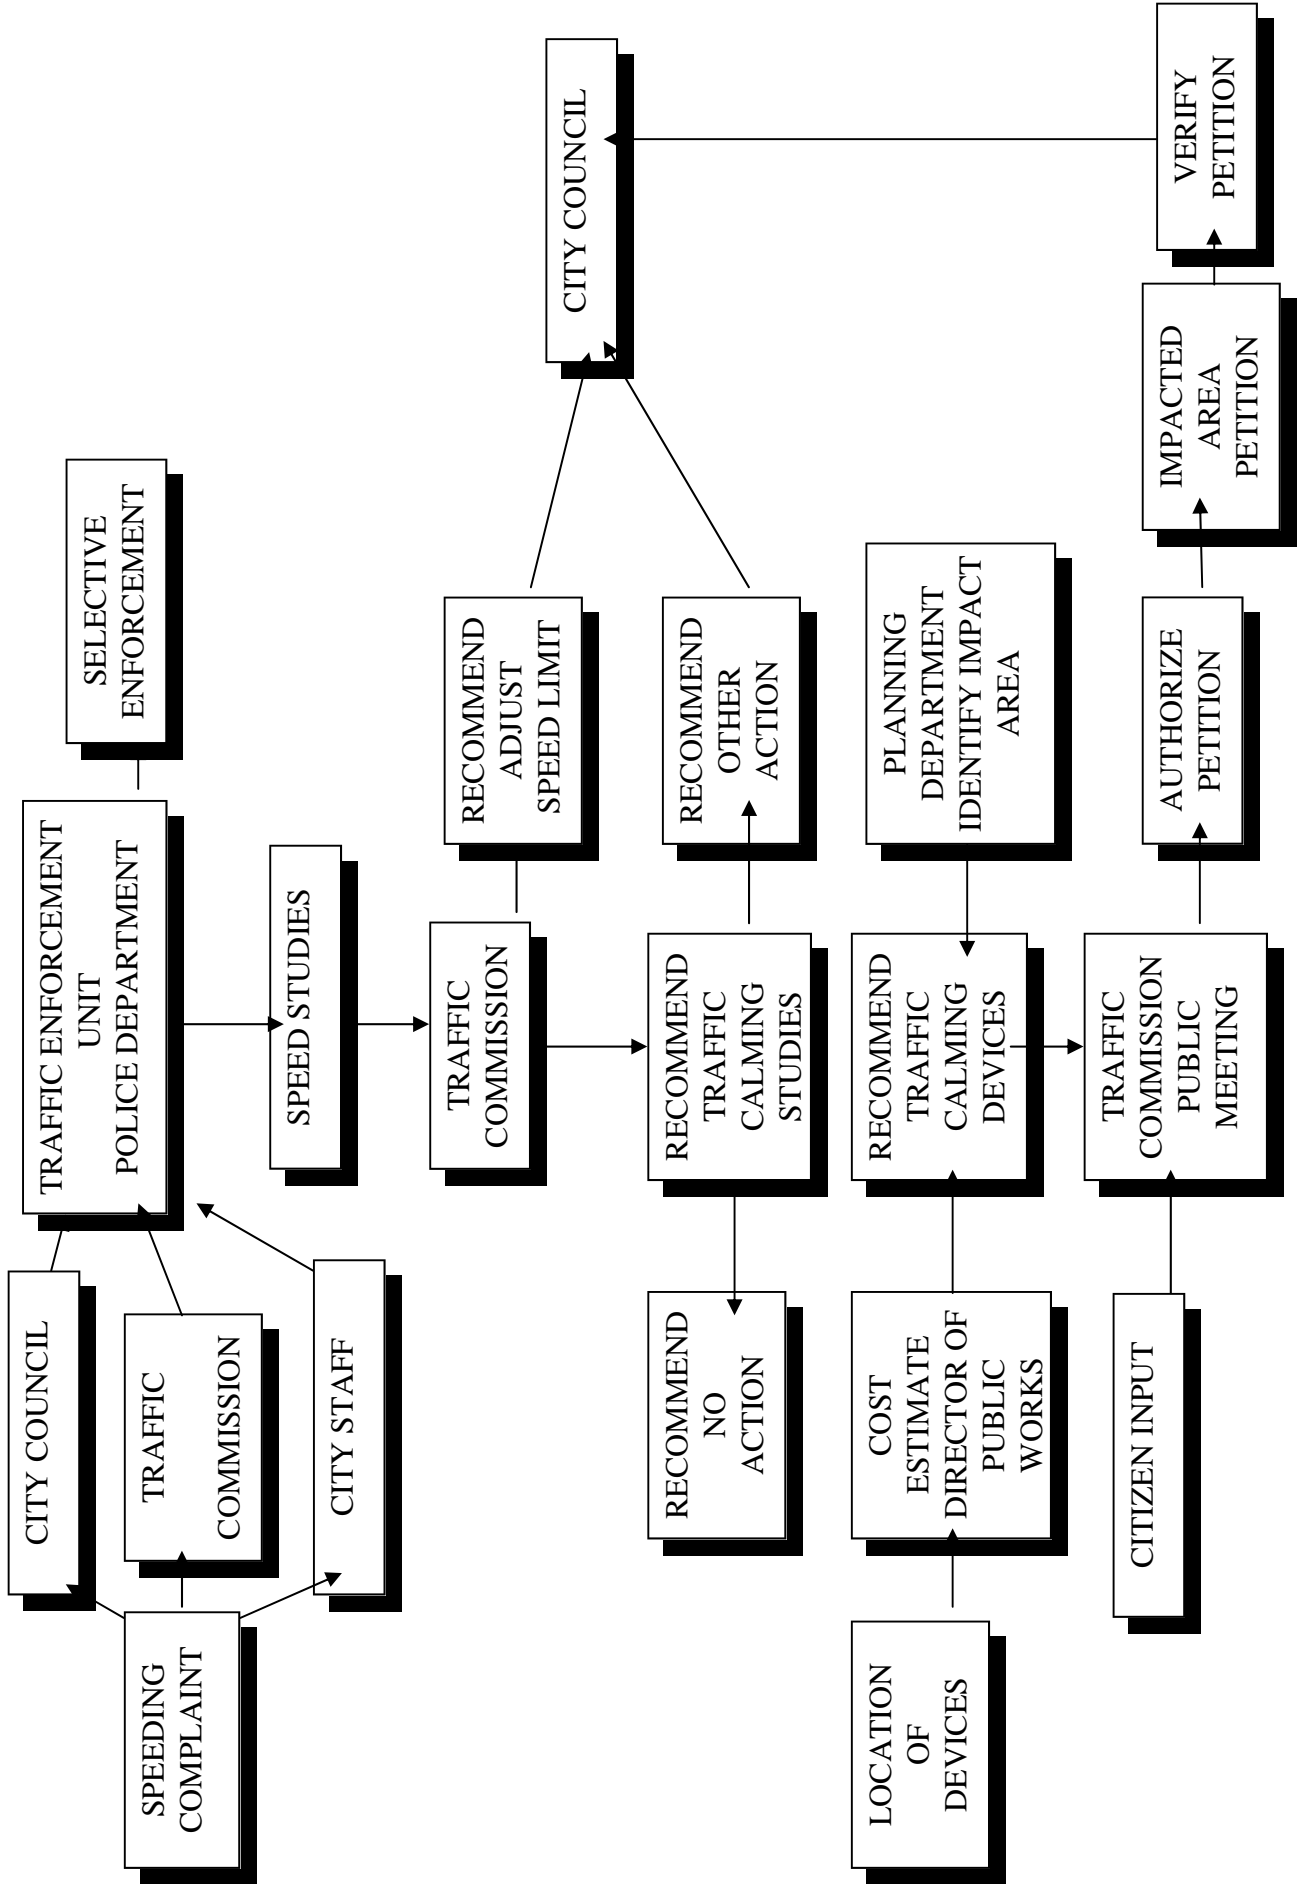 SPEEDING
COMPLAINT
CITY COUNCIL
TRAFFIC
COMMISSION
CITY STAFF
TRAFFIC ENFORCEMENT
UNIT
POLICE DEPARTMENT
SELECTIVE
ENFORCEMENT
SPEED STUDIES
TRAFFIC
COMMISSION
RECOMMEND
ADJUST
SPEED LIMIT
CITY COUNCIL
RECOMMEND
NO
ACTION
RECOMMEND
TRAFFIC
CALMING
STUDIES
RECOMMEND
OTHER
ACTION
LOCATION
OF
DEVICES
COST
ESTIMATE
DIRECTOR OF
PUBLIC
WORKS
RECOMMEND
TRAFFIC
CALMING
DEVICES
PLANNING
DEPARTMENT
IDENTIFY IMPACT
AREA
CITIZEN INPUT
TRAFFIC
COMMISSION
PUBLIC
MEETING
AUTHORIZE
PETITION
IMPACTED
AREA
PETITION
VERIFY
PETITION